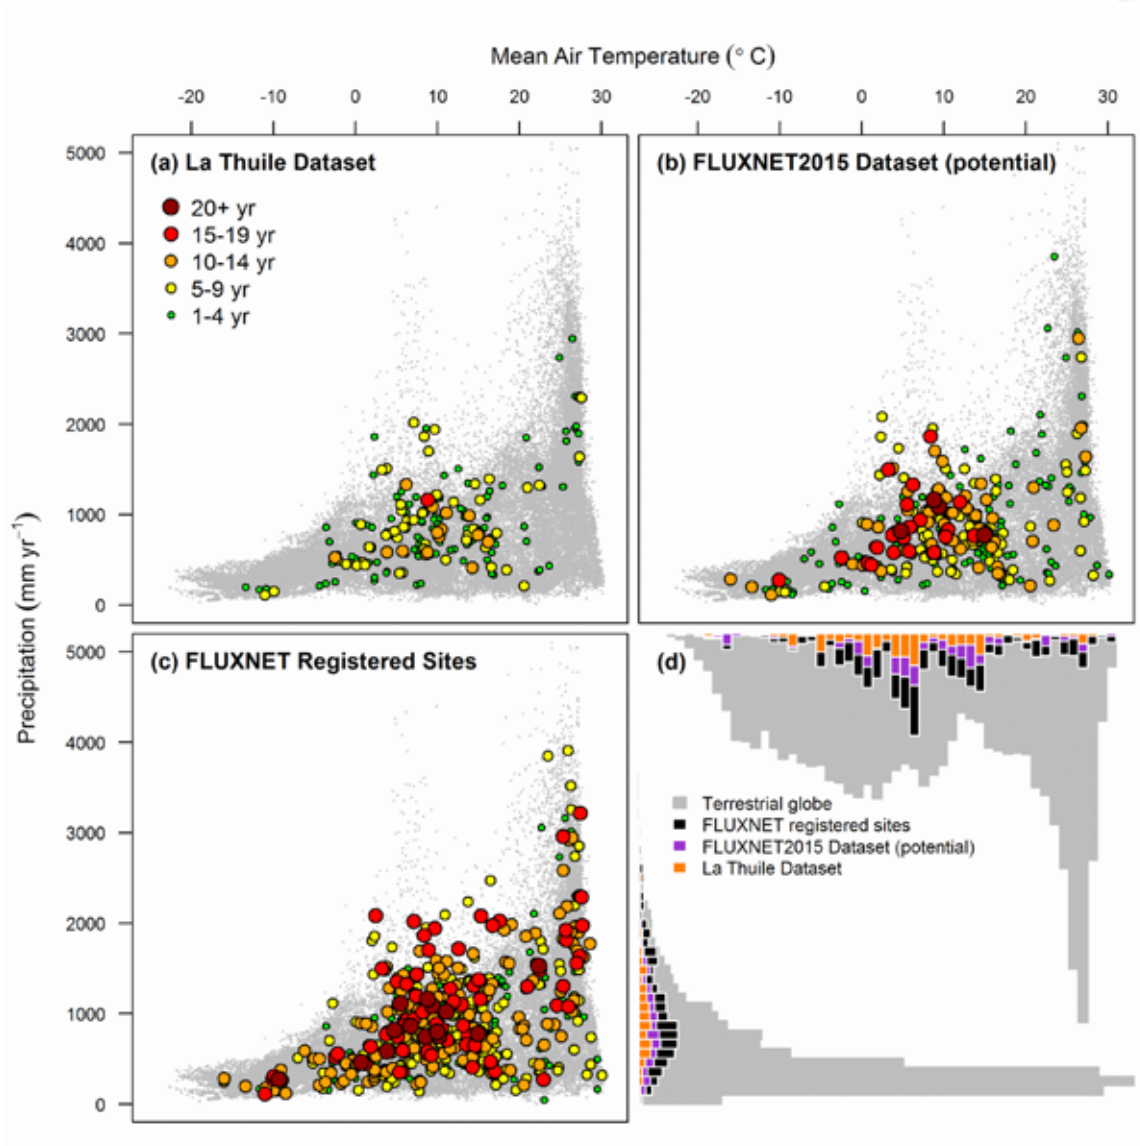 Mean Air Temperature (° C)
-20 -10 0 10 20 30 -20 -10 0 10 20 30
(a) La Thuile Dataset
20+ yr
15-19 yr
10-14 yr
5-9 yr
1-4 yr
5000
4000
3000
2000
1000
0
(b) FLUXNET2015 Dataset (potential)
Precipitation (mm yr⁻¹)
(c) FLUXNET Registered Sites
5000
4000
3000
2000
1000
0
(d)
Terrestrial globe
FLUXNET registered sites
FLUXNET2015 Dataset (potential)
La Thuile Dataset